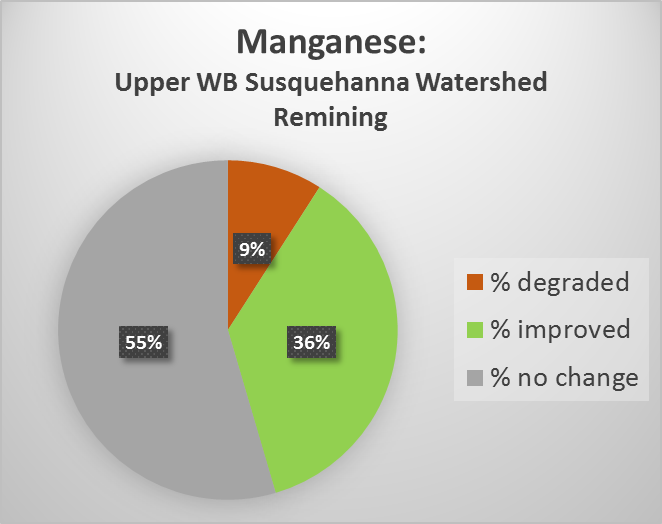 Manganese:
Upper WB Susquehanna Watershed
Remining
9%
36%
55%
% degraded
% improved
% no change